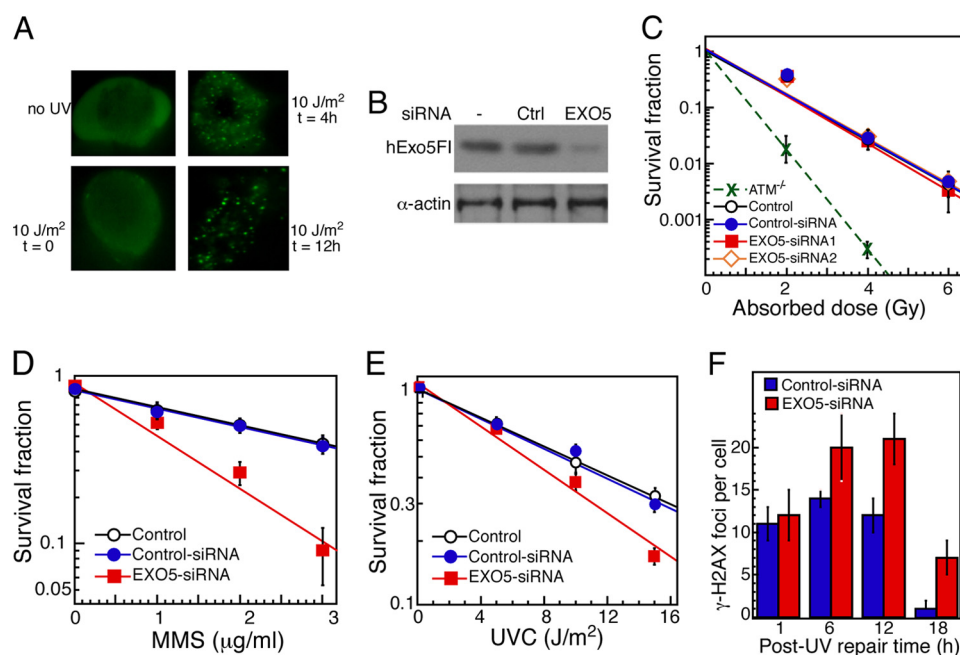 A
no UV
10 J/m²
t = 4h
10 J/m²
t = 0
10 J/m²
t = 12h
B
siRNA - Ctrl EXO5
hExo5Fl
α-actin
C
Survival fraction
1
0.1
0.01
0.001
ATM-/-
Control
Control-siRNA
EXO5-siRNA1
EXO5-siRNA2
0 2 4 6
Absorbed dose (Gy)
D
Survival fraction
1
0.1
0.05
Control
Control-siRNA
EXO5-siRNA
0 1 2 3
MMS (μg/ml)
E
Survival fraction
1
0.3
0.1
Control
Control-siRNA
EXO5-siRNA
0 4 8 12 16
UVC (J/m²)
F
γ-H2AX foci per cell
Control-siRNA
EXO5-siRNA
20
15
10
5
0
1 6 12 18
Post-UV repair time (h)